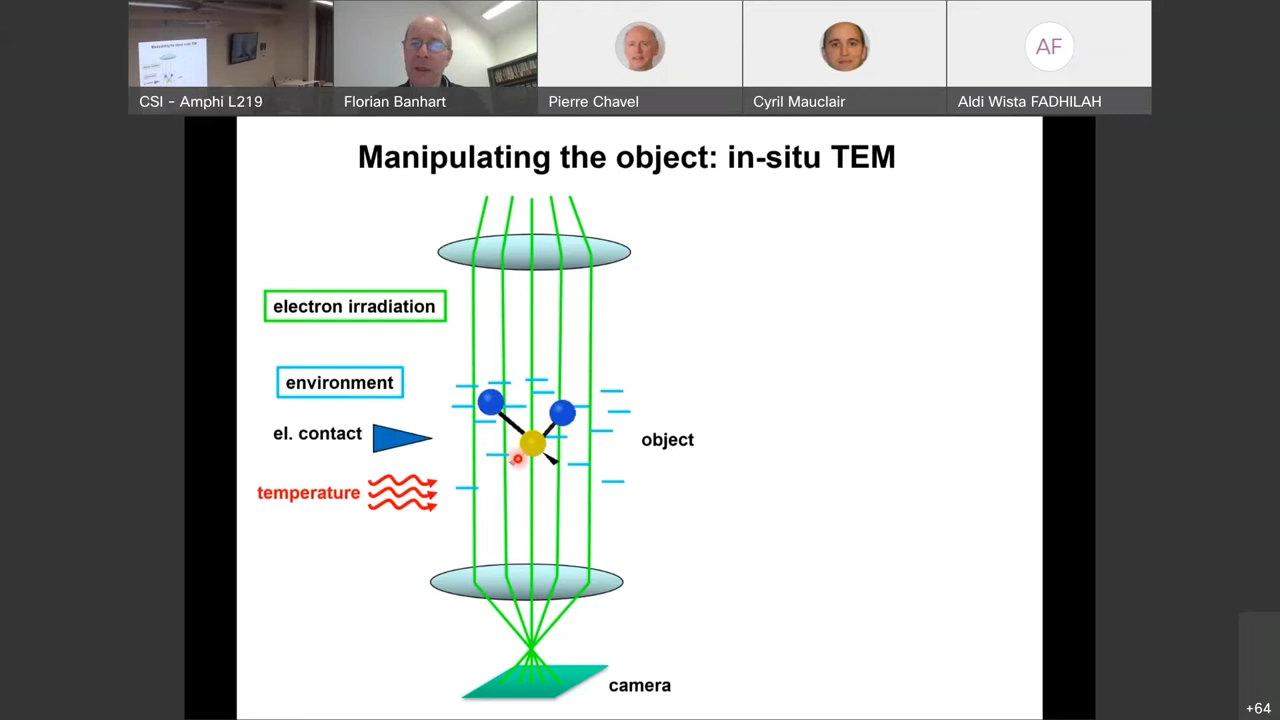 CSI - Amphi L219
Florian Banhart
Pierre Chavel
Cyril Mauclair
AF
Aldi Wista FADHILAH
Manipulating the object: in-situ TEM
electron irradiation
environment
el. contact
object
temperature
camera
+64